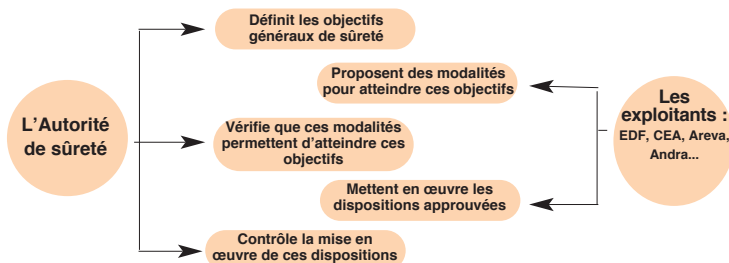 Définit les objectifs
généraux de sûreté
Proposent des modalités
pour atteindre ces objectifs
L'Autorité
de sûreté
Les
exploitants :
EDF, CEA, Areva,
Andra...
Vérifie que ces modalités
permettent d'atteindre ces
objectifs
Mettent en œuvre les
dispositions approuvées
Contrôle la mise en
œuvre de ces dispositions